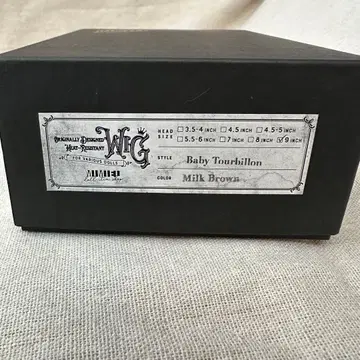 ORIGINALLY DESIGNED
HEAT-RESISTANT
WIG
FOR VARIOUS DOLLS
HEAD SIZE
☐ 3.5-4 INCH ☐ 4.5 INCH ☐ 4.5-5 INCH
☐ 5.5-6 INCH ☐ 7 INCH ☐ 8 INCH ☑ 9 INCH
STYLE Baby Tourbillon
COLOR Milk Brown